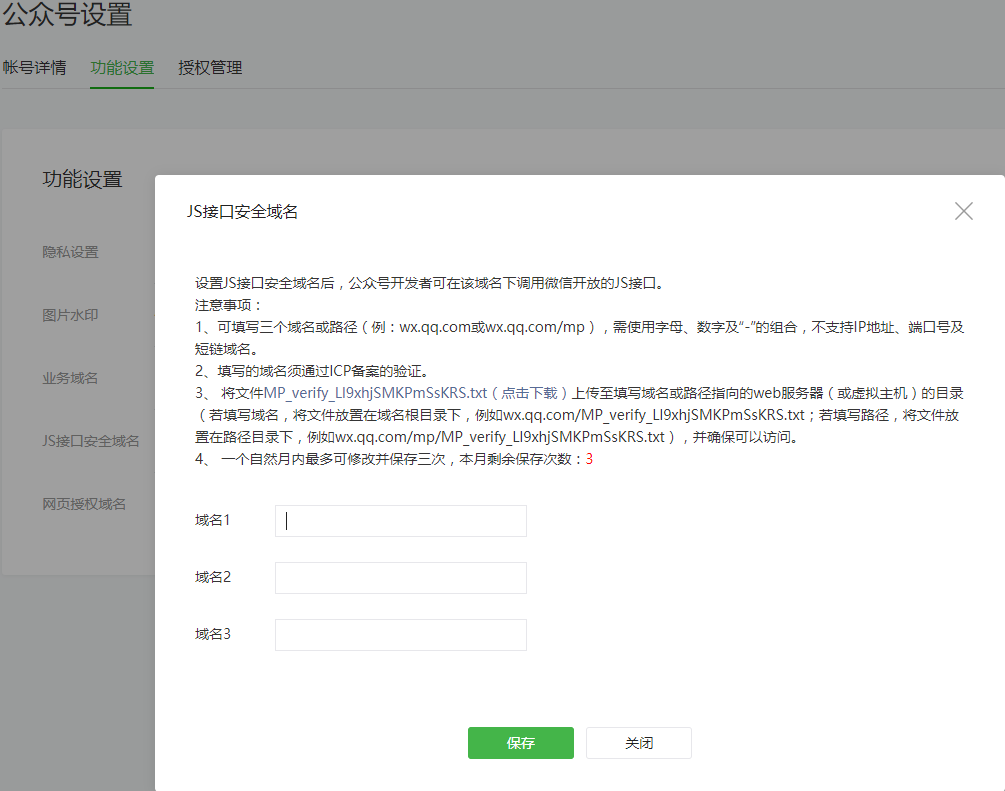 公众号设置
帐号详情 功能设置 授权管理
功能设置
隐私设置
图片水印
业务域名
JS接口安全域名
网页授权域名
JS接口安全域名
设置JS接口安全域名后，公众号开发者可在该域名下调用微信开放的JS接口。
注意事项：
1、可填写三个域名或路径（例：wx.qq.com或wx.qq.com/mp），需使用字母、数字及“-”的组合，不支持IP地址、端口号及
短链域名。
2、填写的域名须通过ICP备案的验证。
3、 将文件MP_verify_LI9xhjSMKPmSsKRS.txt（点击下载）上传至填写域名或路径指向的web服务器（或虚拟主机）的目录
（若填写域名，将文件放置在域名根目录下，例如wx.qq.com/MP_verify_LI9xhjSMKPmSsKRS.txt；若填写路径，将文件放
置在路径目录下，例如wx.qq.com/mp/MP_verify_LI9xhjSMKPmSsKRS.txt），并确保可以访问。
4、 一个自然月内最多可修改并保存三次，本月剩余保存次数：3
域名1
域名2
域名3
保存 关闭